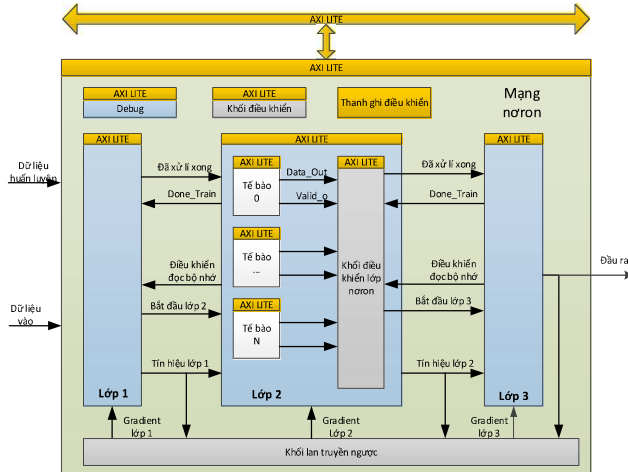 AXI LITE
AXI LITE
AXI LITE
Debug
AXI LITE
Khối điều khiển
Thanh ghi điều khiển
Mạng
nơron
AXI LITE
AXI LITE
AXI LITE
Dữ liệu
huấn luyện
Đã xử lí xong
Done_Train
AXI LITE
Tế bào
0
Data_Out
Valid_o
AXI LITE
Đã xử lí xong
Done_Train
AXI LITE
Tế bào
...
Khối điều
khiển lớp
nơron
Điều khiển
đọc bộ nhớ
Điều khiển
đọc bộ nhớ
Đầu ra
Dữ liệu
vào
Bắt đầu lớp 2
AXI LITE
Tế bào
N
Bắt đầu lớp 3
Tín hiệu lớp 1
Tín hiệu lớp 2
Lớp 1
Lớp 2
Lớp 3
Gradient
lớp 1
Gradient
Lớp 2
Gradient
lớp 3
Khối lan truyền ngược